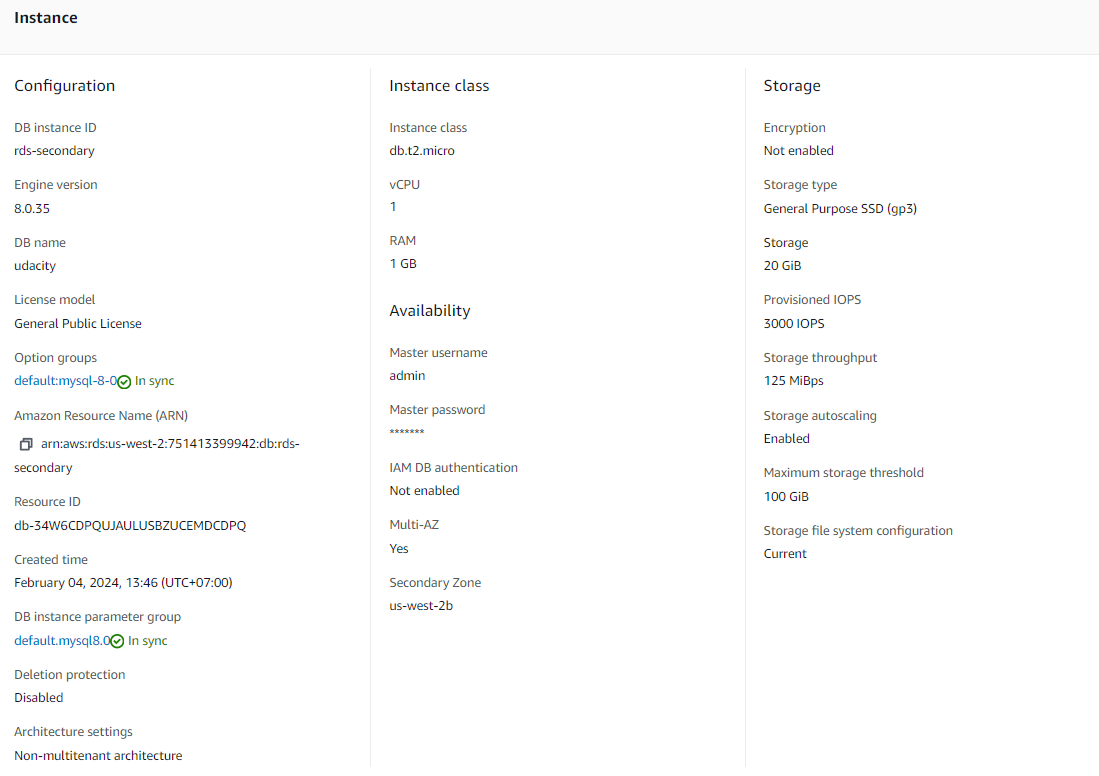 Instance
Configuration
DB instance ID
rds-secondary
Engine version
8.0.35
DB name
udacity
License model
General Public License
Option groups
default:mysql-8-0 In sync
Amazon Resource Name (ARN)
arn:aws:rds:us-west-2:751413399942:db:rds-
secondary
Resource ID
db-34W6CDPQUJAULUSBZUCEMDCDPQ
Created time
February 04, 2024, 13:46 (UTC+07:00)
DB instance parameter group
default.mysql8.0 In sync
Deletion protection
Disabled
Architecture settings
Non-multitenant architecture
Instance class
Instance class
db.t2.micro
vCPU
1
RAM
1 GB
Availability
Master username
admin
Master password
*******
IAM DB authentication
Not enabled
Multi-AZ
Yes
Secondary Zone
us-west-2b
Storage
Encryption
Not enabled
Storage type
General Purpose SSD (gp3)
Storage
20 GiB
Provisioned IOPS
3000 IOPS
Storage throughput
125 MiBps
Storage autoscaling
Enabled
Maximum storage threshold
100 GiB
Storage file system configuration
Current